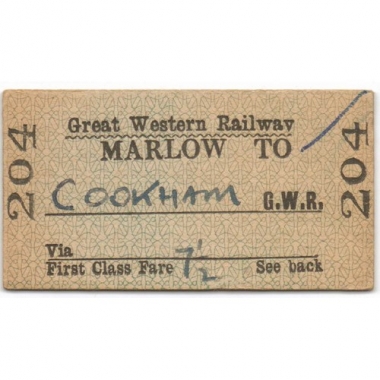 Great Western Railway
MARLOW TO
COOKHAM G.W.R.
Via
First Class Fare 7½ See back
204
204